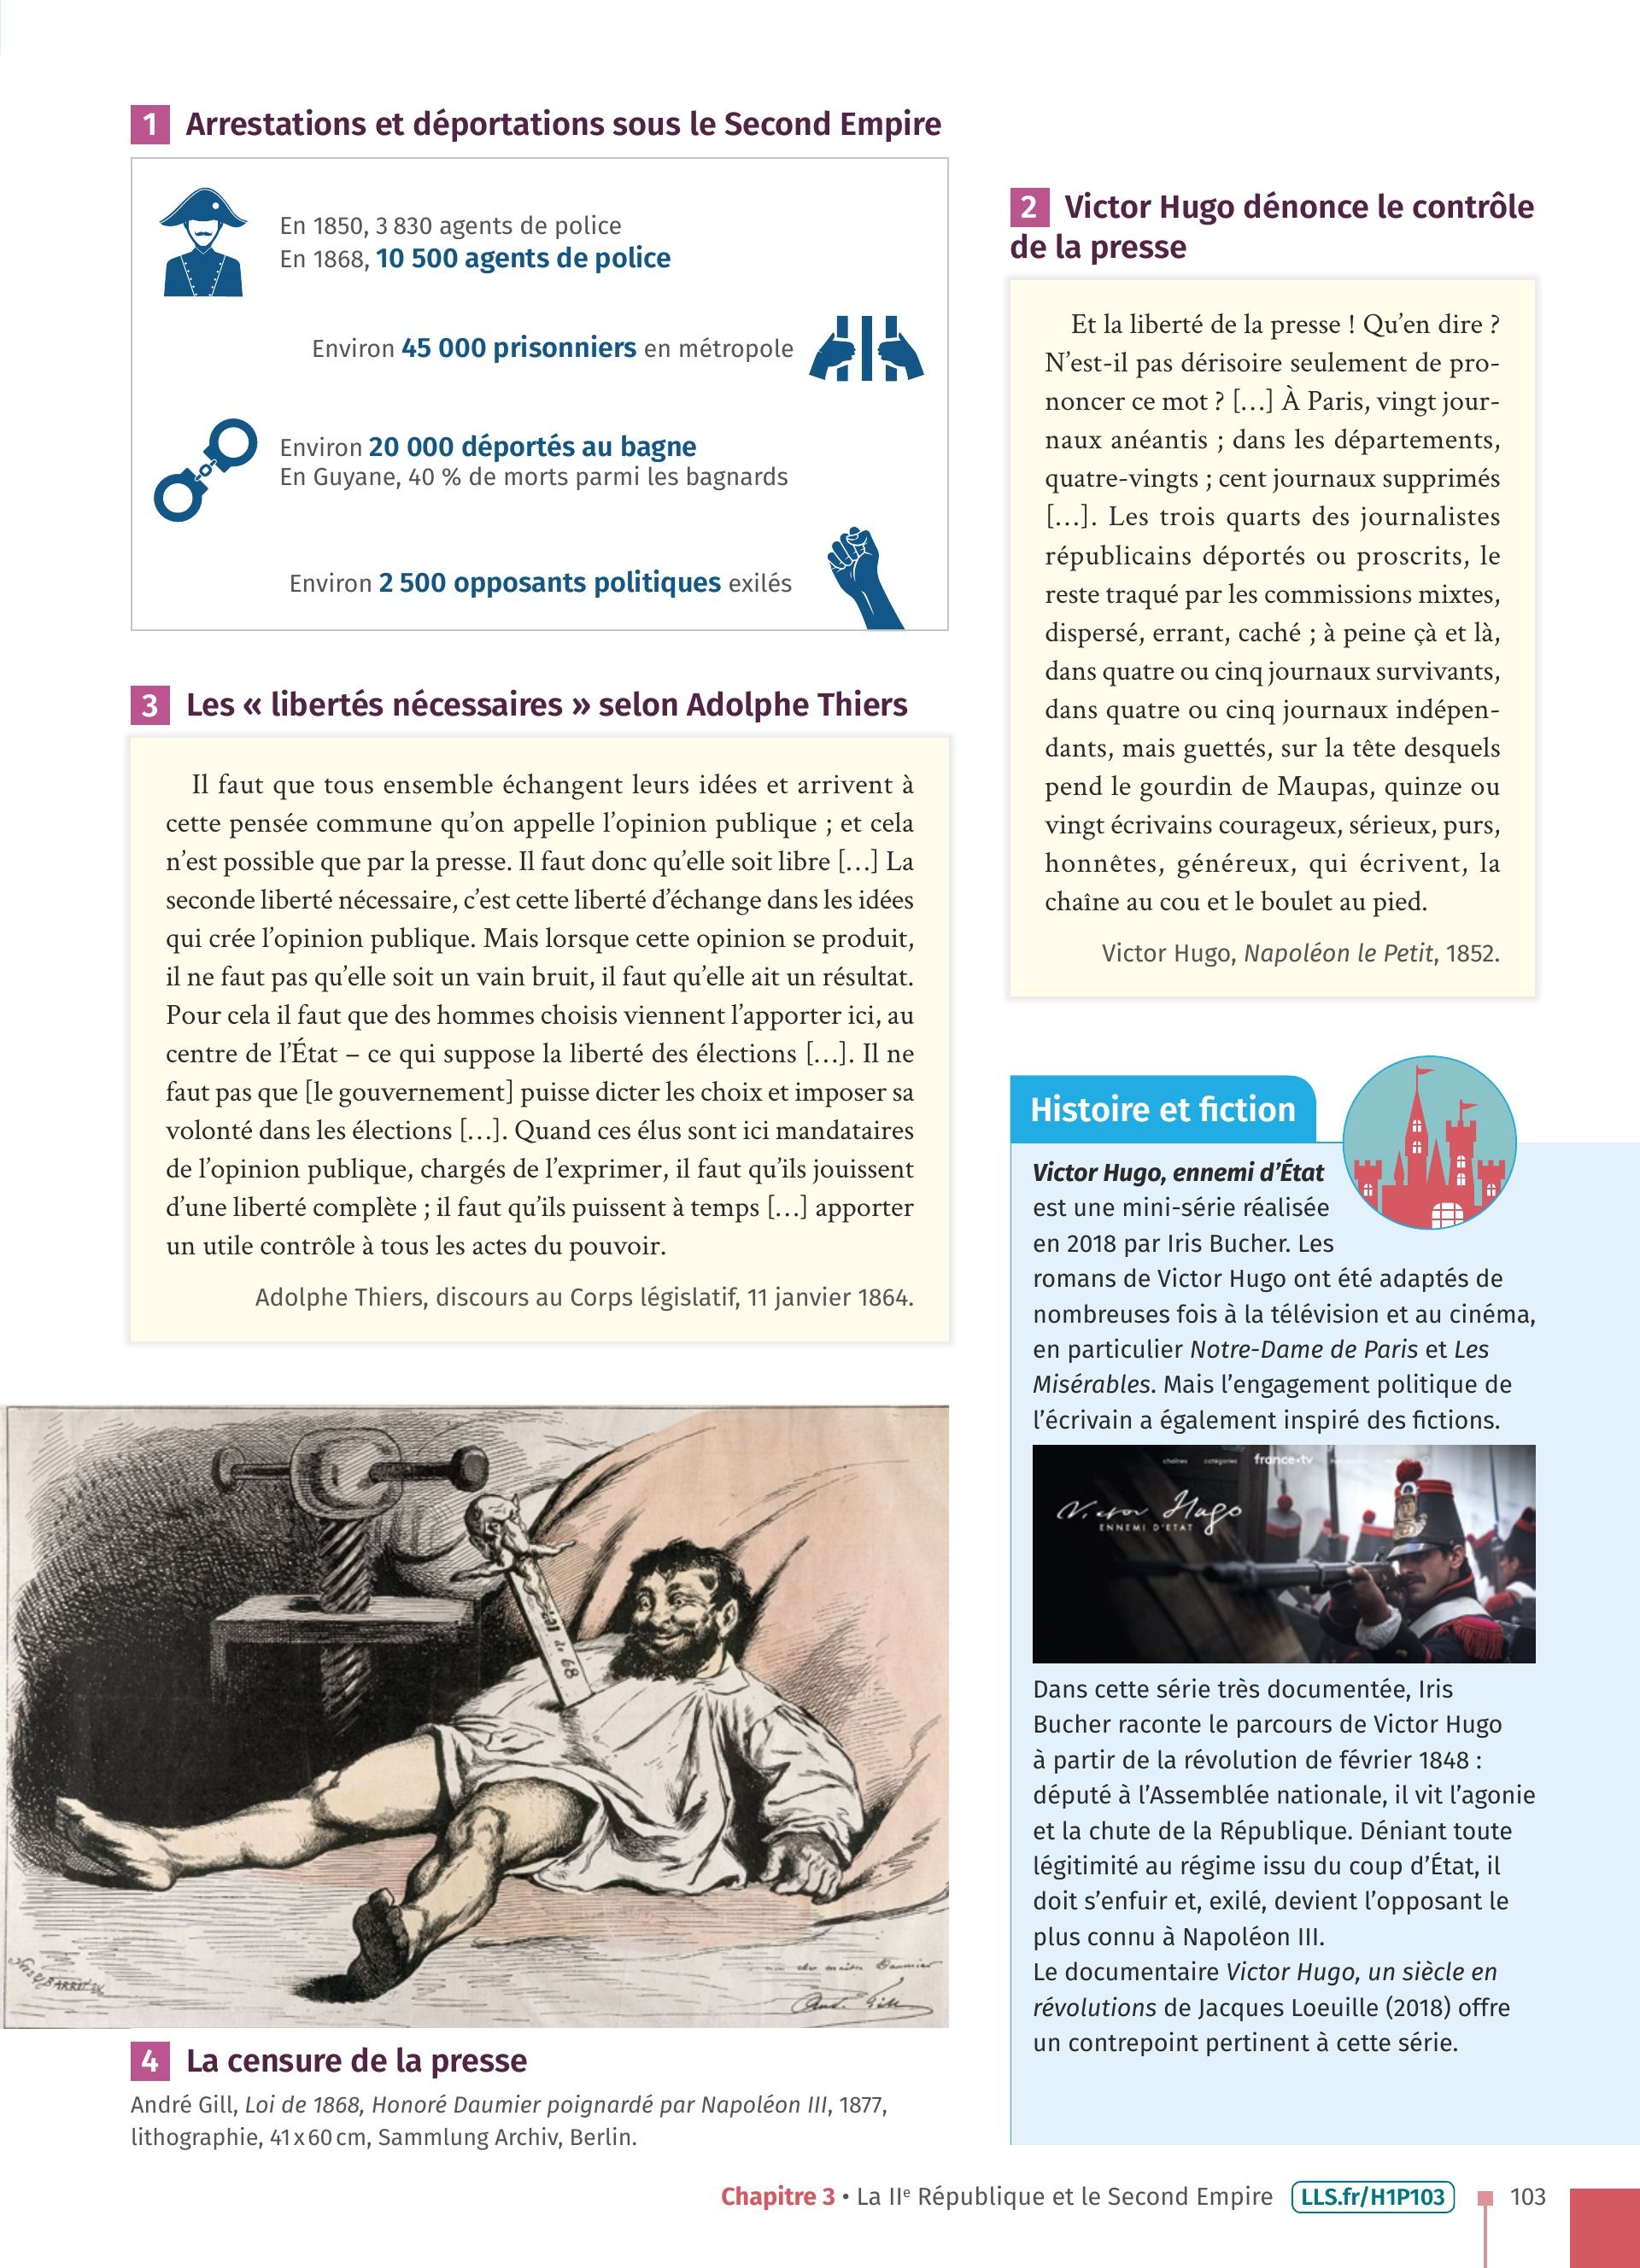 1 Arrestations et déportations sous le Second Empire
En 1850, 3 830 agents de police
En 1868, 10 500 agents de police
Environ 45 000 prisonniers en métropole
Environ 20 000 déportés au bagne
En Guyane, 40 % de morts parmi les bagnards
Environ 2 500 opposants politiques exilés
2 Victor Hugo dénonce le contrôle
de la presse
Et la liberté de la presse ! Qu’en dire ?
N’est-il pas dérisoire seulement de pro-
noncer ce mot ? […] À Paris, vingt jour-
naux anéantis ; dans les départements,
quatre-vingts ; cent journaux supprimés
[…]. Les trois quarts des journalistes
républicains déportés ou proscrits, le
reste traqué par les commissions mixtes,
dispersé, errant, caché ; à peine çà et là,
dans quatre ou cinq journaux survivants,
dans quatre ou cinq journaux indépen-
dants, mais guettés, sur la tête desquels
pend le gourdin de Maupas, quinze ou
vingt écrivains courageux, sérieux, purs,
honnêtes, généreux, qui écrivent, la
chaîne au cou et le boulet au pied.
Victor Hugo, Napoléon le Petit, 1852.
3 Les « libertés nécessaires » selon Adolphe Thiers
Il faut que tous ensemble échangent leurs idées et arrivent à
cette pensée commune qu’on appelle l’opinion publique ; et cela
n’est possible que par la presse. Il faut donc qu’elle soit libre […] La
seconde liberté nécessaire, c’est cette liberté d’échange dans les idées
qui crée l’opinion publique. Mais lorsque cette opinion se produit,
il ne faut pas qu’elle soit un vain bruit, il faut qu’elle ait un résultat.
Pour cela il faut que des hommes choisis viennent l’apporter ici, au
centre de l’État – ce qui suppose la liberté des élections […]. Il ne
faut pas que [le gouvernement] puisse dicter les choix et imposer sa
volonté dans les élections […]. Quand ces élus sont ici mandataires
de l’opinion publique, chargés de l’exprimer, il faut qu’ils jouissent
d’une liberté complète ; il faut qu’ils puissent à temps […] apporter
un utile contrôle à tous les actes du pouvoir.
Adolphe Thiers, discours au Corps législatif, 11 janvier 1864.
de 68
maitre Daumier
And. Gill
4 La censure de la presse
André Gill, Loi de 1868, Honoré Daumier poignardé par Napoléon III, 1877,
lithographie, 41 x 60 cm, Sammlung Archiv, Berlin.
Histoire et fiction
Victor Hugo, ennemi d’État
est une mini-série réalisée
en 2018 par Iris Bucher. Les
romans de Victor Hugo ont été adaptés de
nombreuses fois à la télévision et au cinéma,
en particulier Notre-Dame de Paris et Les
Misérables. Mais l’engagement politique de
l’écrivain a également inspiré des fictions.
chaînes catégories france•tv
Victor Hugo
ENNEMI D'ETAT
Dans cette série très documentée, Iris
Bucher raconte le parcours de Victor Hugo
à partir de la révolution de février 1848 :
député à l’Assemblée nationale, il vit l’agonie
et la chute de la République. Déniant toute
légitimité au régime issu du coup d’État, il
doit s’enfuir et, exilé, devient l’opposant le
plus connu à Napoléon III.
Le documentaire Victor Hugo, un siècle en
révolutions de Jacques Loeuille (2018) offre
un contrepoint pertinent à cette série.
Chapitre 3 • La IIe République et le Second Empire LLS.fr/H1P103 103